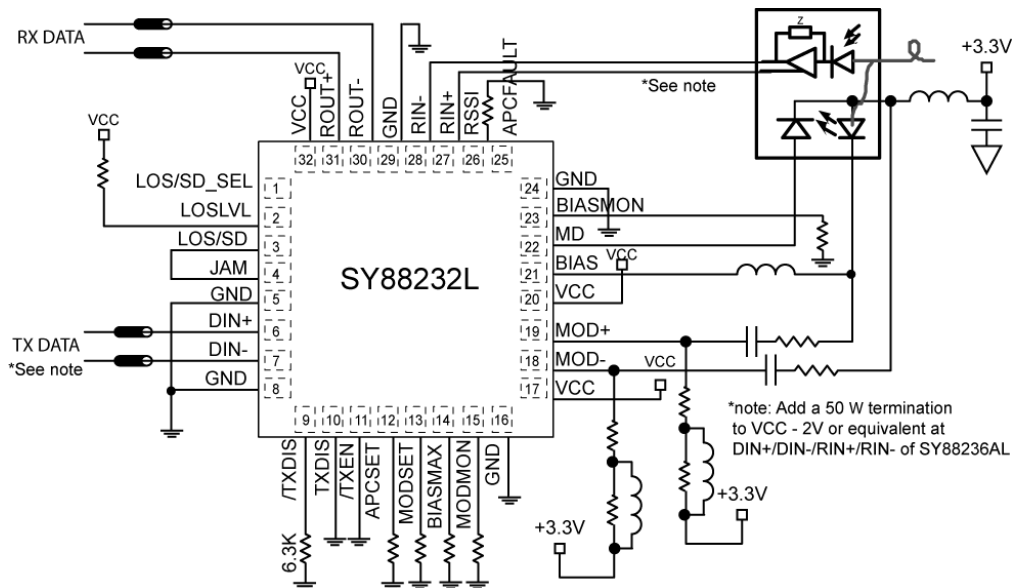 RX DATA
VCC
VCC
ROUT+
ROUT-
GND
RIN-
RIN+
RSSI
APCFAULT
*See note
z
+3.3V
32
31
30
29
28
27
26
25
VCC
LOS/SD_SEL
1
LOSLVL
2
LOS/SD
3
JAM
4
GND
5
DIN+
6
DIN-
7
GND
8
TX DATA
*See note
SY88232L
24
GND
23
BIASMON
22
MD
21
BIAS
VCC
20
VCC
19
MOD+
18
MOD-
VCC
17
VCC
*note: Add a 50 W termination
to VCC - 2V or equivalent at
DIN+/DIN-/RIN+/RIN- of SY88236AL
9
10
11
12
13
14
15
16
/TXDIS
TXDIS
/TXEN
APCSET
MODSET
BIASMAX
MODMON
GND
6.3K
+3.3V
+3.3V